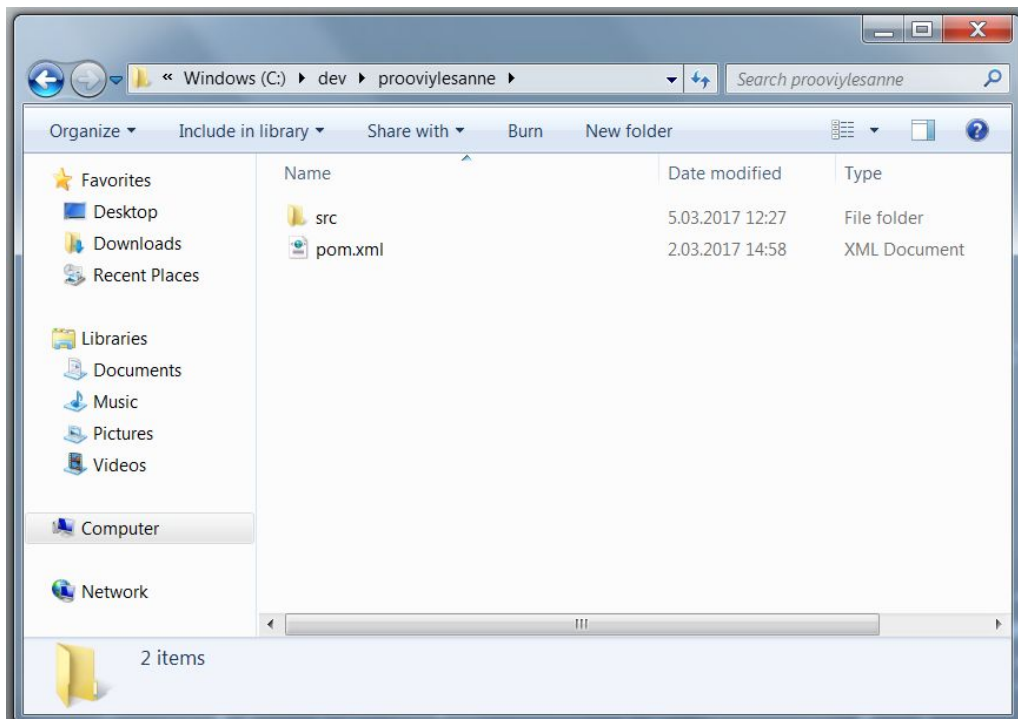 « Windows (C:) dev prooviylesanne
Search prooviylesanne
Organize Include in library Share with Burn New folder
Favorites
Desktop
Downloads
Recent Places
Libraries
Documents
Music
Pictures
Videos
Computer
Network
Name Date modified Type
src 5.03.2017 12:27 File folder
pom.xml 2.03.2017 14:58 XML Document
2 items